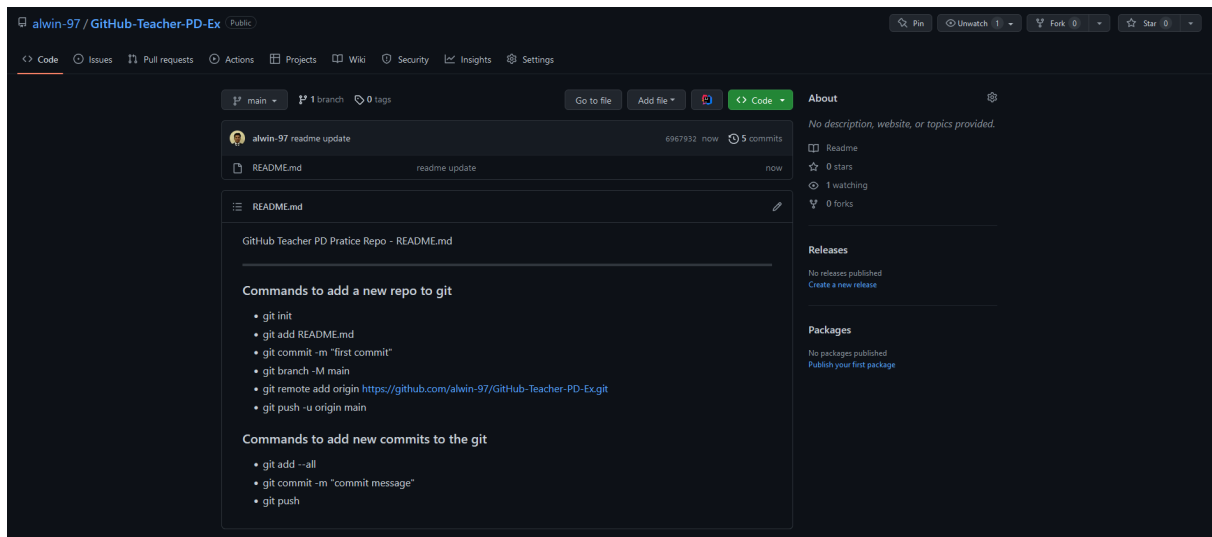 alwin-97 / GitHub-Teacher-PD-Ex Public
Pin
Unwatch 1
Fork 0
Star 0
<> Code Issues Pull requests Actions Projects Wiki Security Insights Settings
main 1 branch 0 tags Go to file Add file <> Code
alwin-97 readme update 6967932 now 5 commits
README.md readme update now
README.md
GitHub Teacher PD Pratice Repo - README.md
Commands to add a new repo to git
• git init
• git add README.md
• git commit -m "first commit"
• git branch -M main
• git remote add origin https://github.com/alwin-97/GitHub-Teacher-PD-Ex.git
• git push -u origin main
Commands to add new commits to the git
• git add --all
• git commit -m "commit message"
• git push
About
No description, website, or topics provided.
Readme
0 stars
1 watching
0 forks
Releases
No releases published
Create a new release
Packages
No packages published
Publish your first package